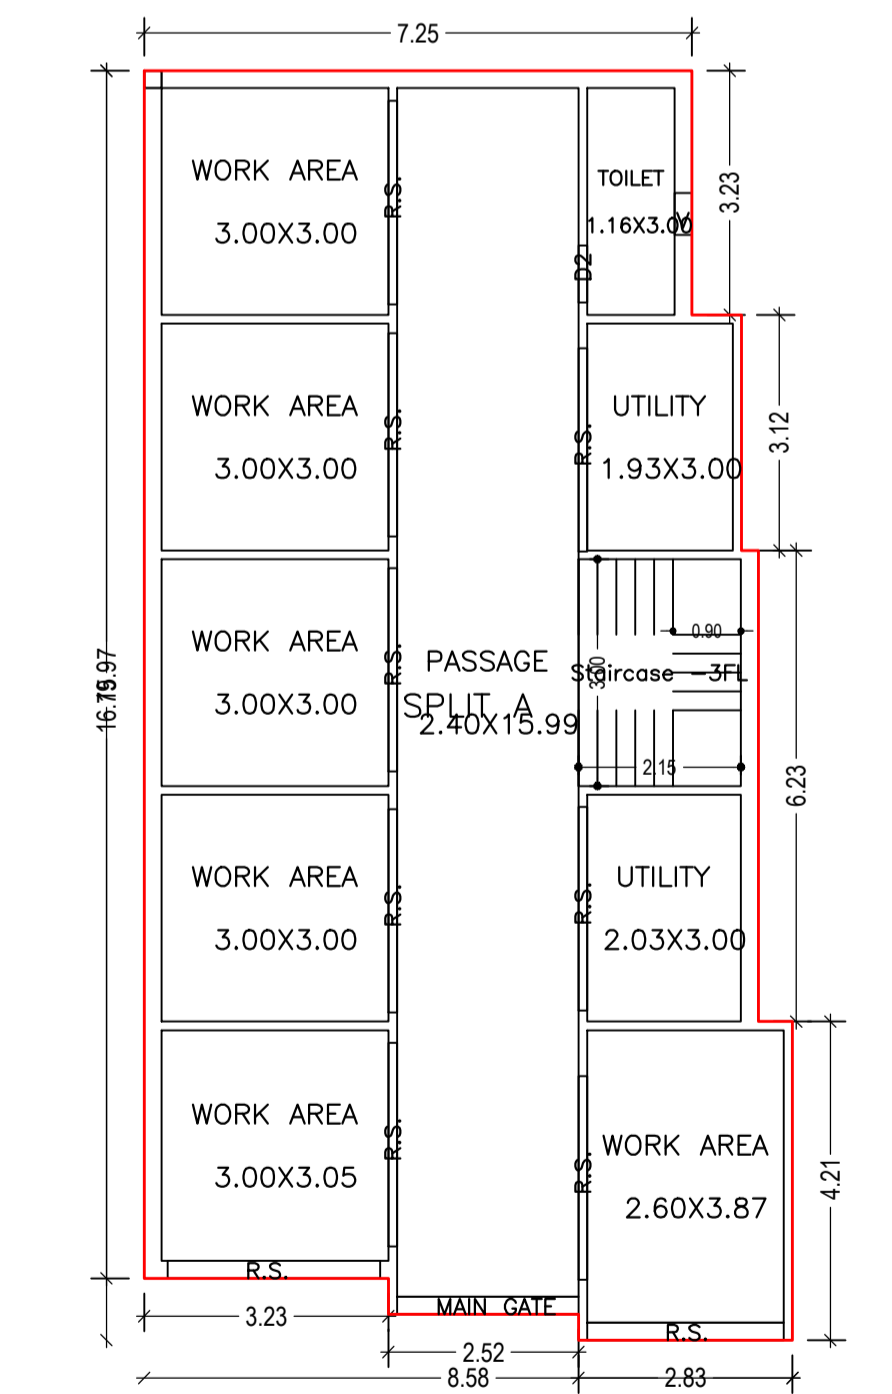 7.25
WORK AREA
3.00X3.00
R.S.
TOILET
1.16X3.00
V
D2
3.23
WORK AREA
3.00X3.00
R.S.
UTILITY
1.93X3.00
R.S.
3.12
WORK AREA
3.00X3.00
R.S.
PASSAGE
SPLIT A
2.40X15.99
Staircase -3FL
3.00
0.90
2.15
6.23
WORK AREA
3.00X3.00
R.S.
UTILITY
2.03X3.00
R.S.
WORK AREA
3.00X3.05
R.S.
R.S.
WORK AREA
2.60X3.87
R.S.
R.S.
4.21
MAIN GATE
3.23
2.52
8.58
2.83